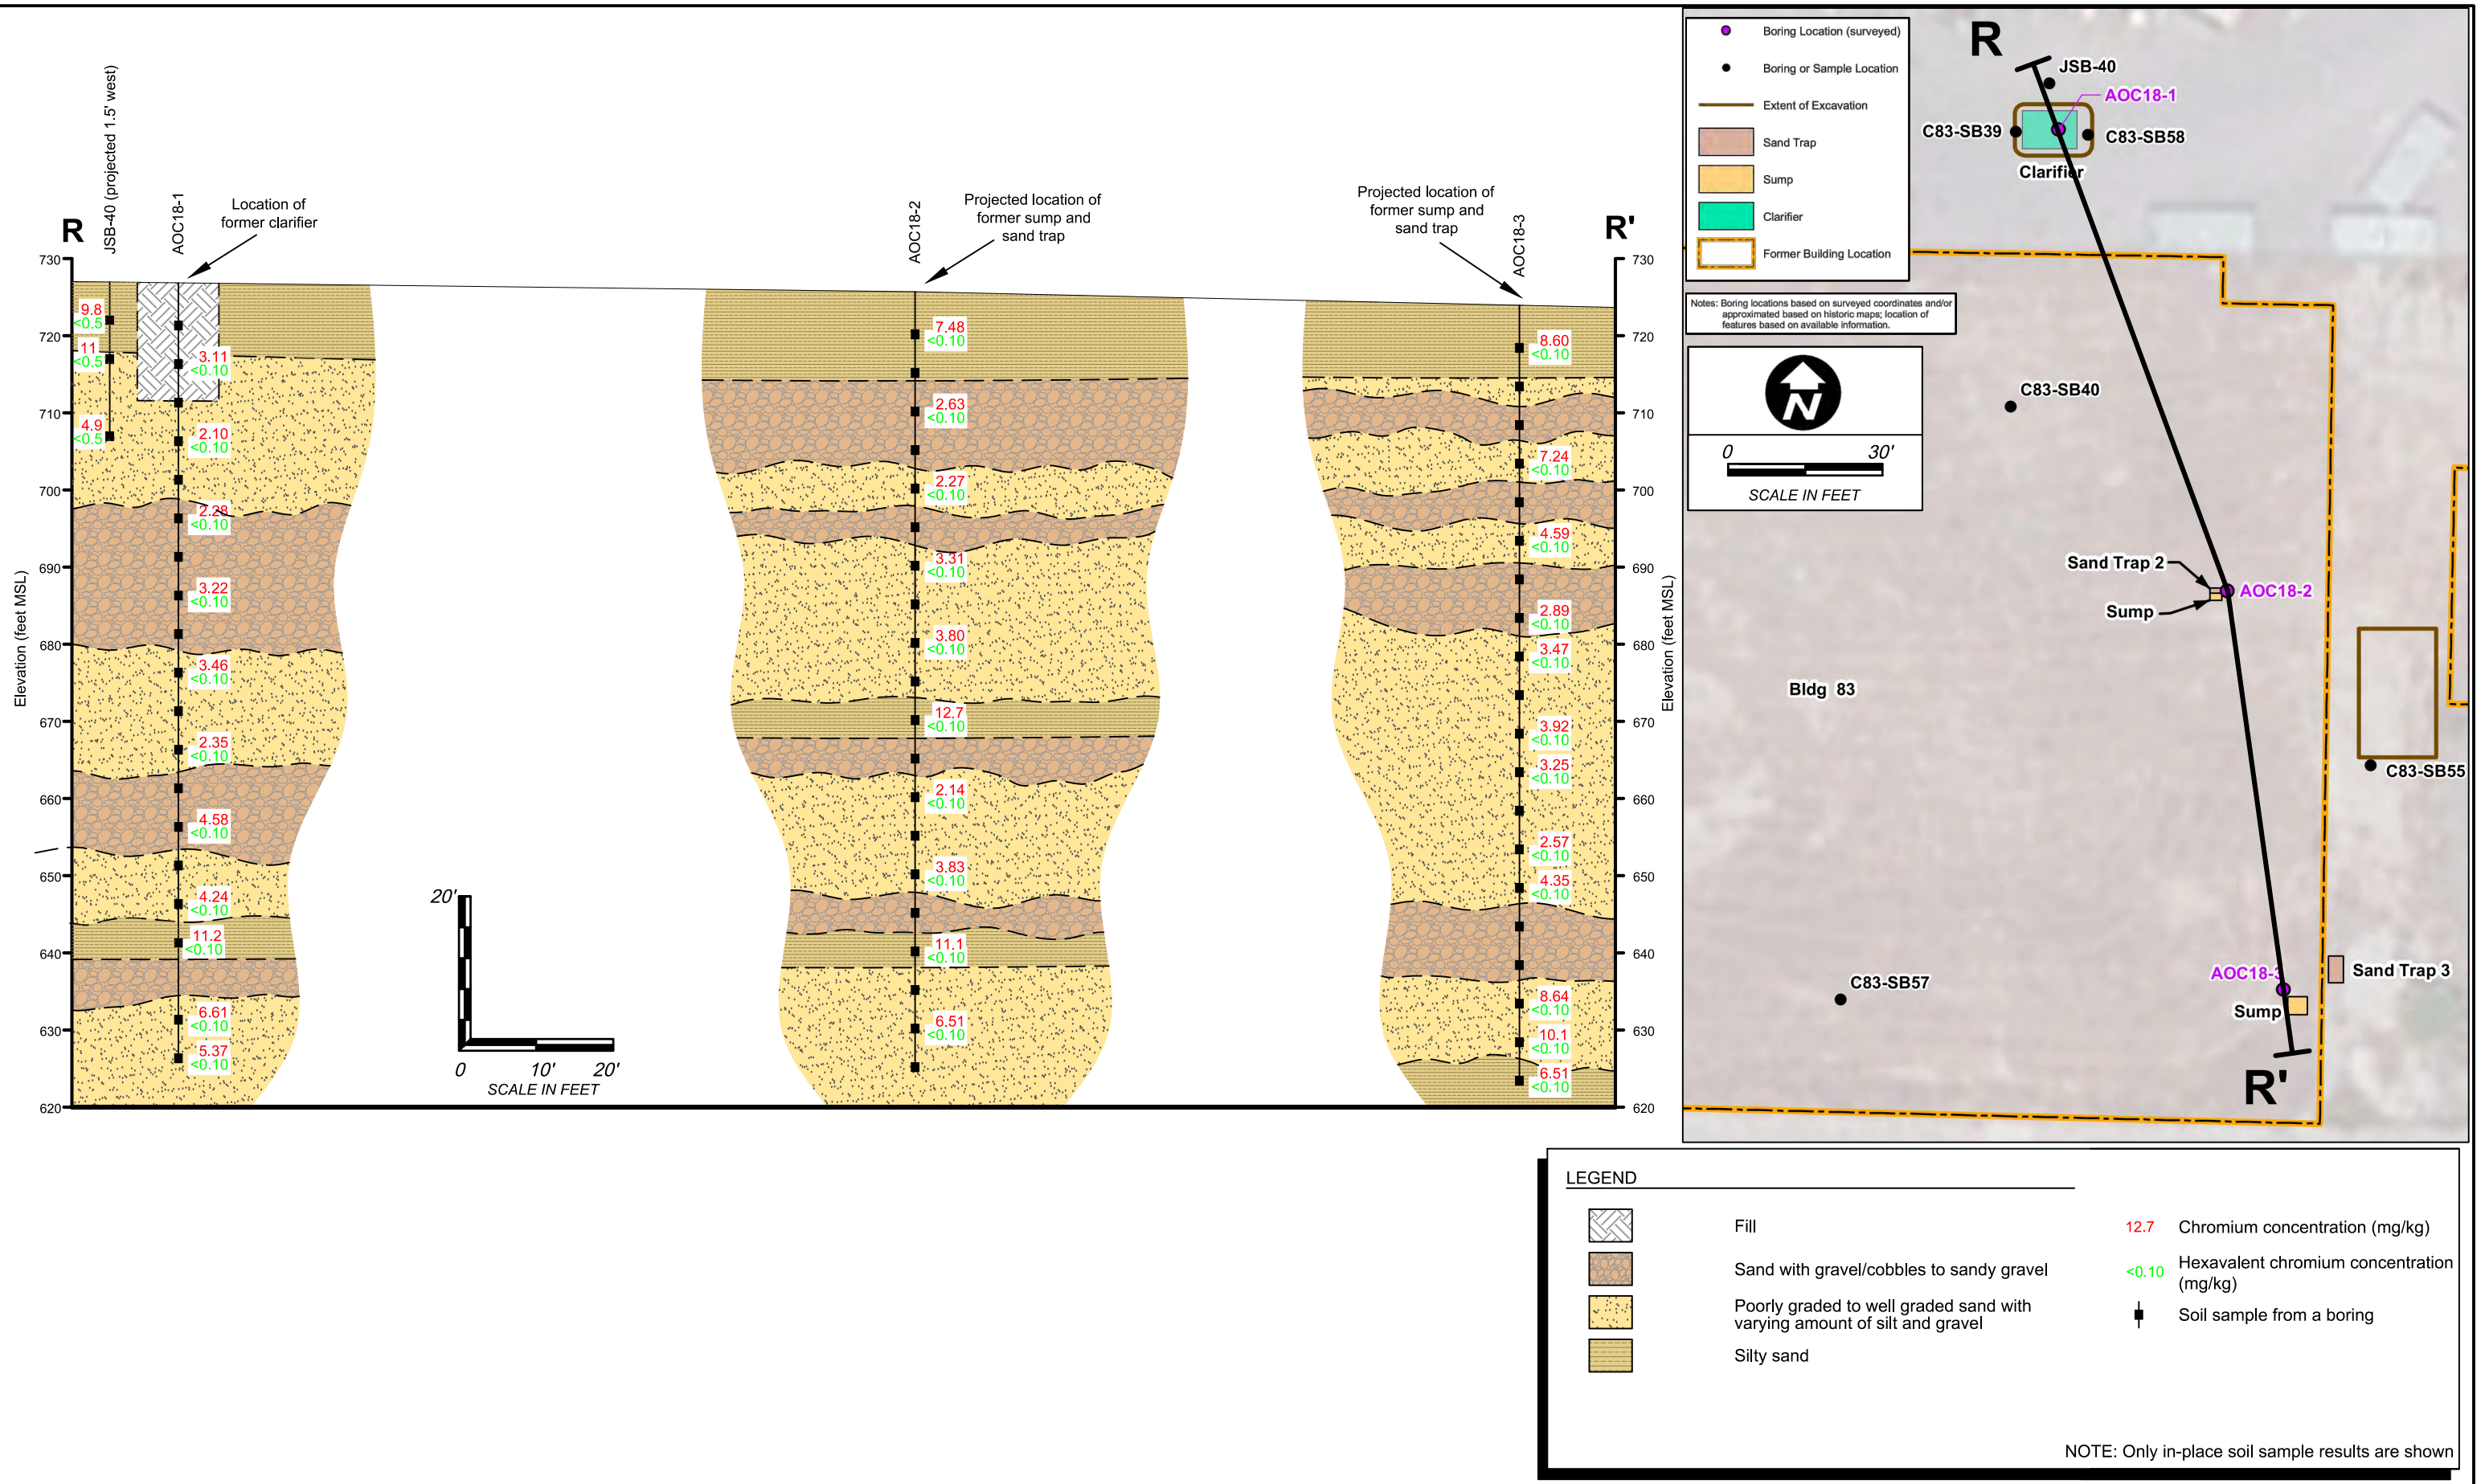 R
JSB-40 (projected 1.5' west)
AOC18-1
Location of
former clarifier
AOC18-2
Projected location of
former sump and
sand trap
Projected location of
former sump and
sand trap
AOC18-3
R'
Elevation (feet MSL)
730
720
710
700
690
680
670
660
650
640
630
620
9.8
<0.5
11
<0.5
4.9
<0.5
3.11
<0.10
2.10
<0.10
2.28
<0.10
3.22
<0.10
3.46
<0.10
2.35
<0.10
4.58
<0.10
4.24
<0.10
11.2
<0.10
6.61
<0.10
5.37
<0.10
20'
0 10' 20'
SCALE IN FEET
7.48
<0.10
2.63
<0.10
2.27
<0.10
3.31
<0.10
3.80
<0.10
12.7
<0.10
2.14
<0.10
3.83
<0.10
11.1
<0.10
6.51
<0.10
8.60
<0.10
7.24
<0.10
4.59
<0.10
2.89
<0.10
3.47
<0.10
3.92
<0.10
3.25
<0.10
2.57
<0.10
4.35
<0.10
8.64
<0.10
10.1
<0.10
6.51
<0.10
730
720
710
700
690
680
670
660
650
640
630
620
Elevation (feet MSL)
Boring Location (surveyed)
Boring or Sample Location
Extent of Excavation
Sand Trap
Sump
Clarifier
Former Building Location
Notes: Boring locations based on surveyed coordinates and/or
approximated based on historic maps; location of
features based on available information.
N
0 30'
SCALE IN FEET
R
JSB-40
AOC18-1
C83-SB39
C83-SB58
Clarifier
C83-SB40
Sand Trap 2
AOC18-2
Sump
Bldg 83
C83-SB55
AOC18-3
Sand Trap 3
C83-SB57
Sump
R'
LEGEND
Fill
Sand with gravel/cobbles to sandy gravel
Poorly graded to well graded sand with
varying amount of silt and gravel
Silty sand
12.7 Chromium concentration (mg/kg)
<0.10 Hexavalent chromium concentration
(mg/kg)
Soil sample from a boring
NOTE: Only in-place soil sample results are shown